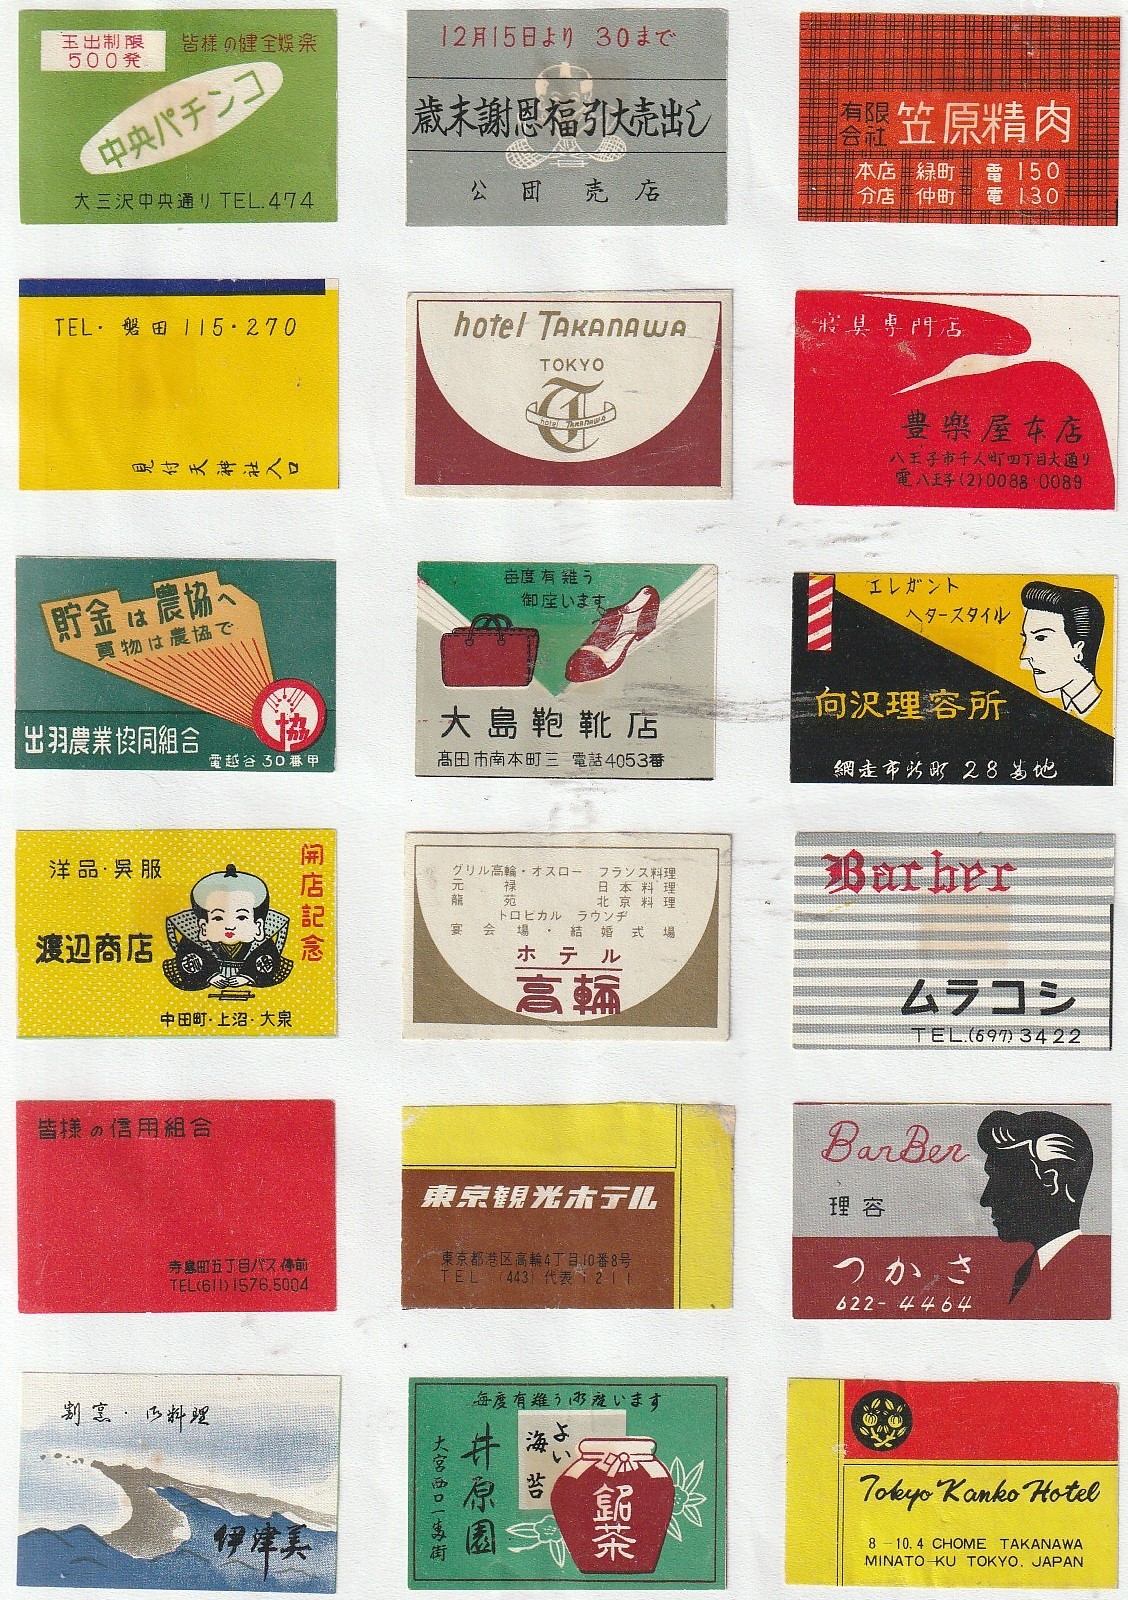 玉出制限
500発
皆様の健全娯楽
中央パチンコ
大三沢中央通り TEL.474
12月15日より 30まで
歳末謝恩福引大売出し
公団売店
有限会社 笠原精肉
本店 緑町 電 150
分店 仲町 電 130
TEL・磐田 115・270
見付天神社入口
hotel TAKANAWA
TOKYO
hotel TAKANAWA
寝具専門店
豊楽屋本店
八王子市千人町四丁目大通り
電八王子(2)0088・0089
貯金は農協へ
買物は農協で
協
出羽農業協同組合
電越谷30番甲
毎度有難う
御座います
大島鞄靴店
高田市南本町三 電話4053番
エレガント
ヘタースタイル
向沢理容所
網走市新町 28番地
開店記念
洋品・呉服
渡辺商店
中田町・上沼・大泉
グリル高輪・オスロー フランス料理
元禄 日本料理
龍苑 北京料理
トロピカル ラウンヂ
宴会場・結婚式場
ホテル
高輪
Barber
ムラコシ
TEL.(697)3422
皆様の信用組合
寺島町五丁目バス停前
TEL(611)1576.5004
東京観光ホテル
東京都港区高輪4丁目10番8号
TEL (443) 代表 1211
BarBer
理容
つかさ
622-4464
割烹・御料理
伊津美
毎度有難う御座います
よい
海苔
井原園
大宮西口一番街
銘茶
Tokyo Kanko Hotel
8-10.4 CHOME TAKANAWA
MINATO-KU TOKYO. JAPAN